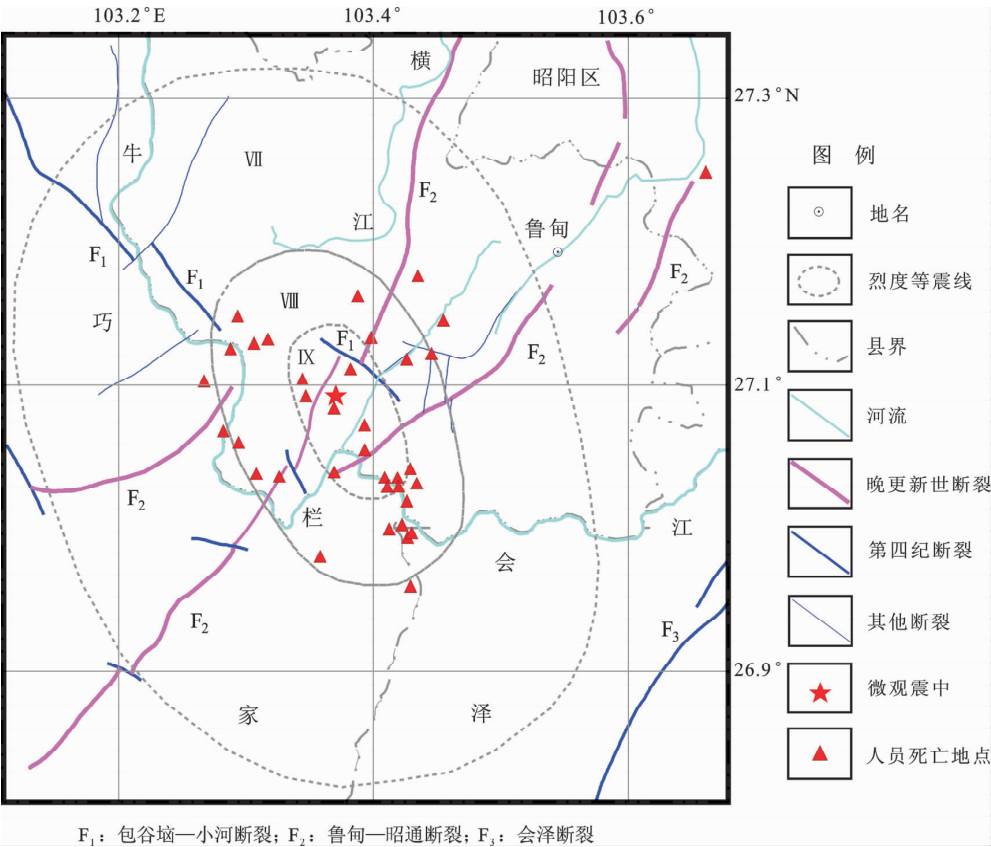 103.2°E 103.4° 103.6°
横
昭阳区
27.3°N
牛
Ⅶ
图 例
F₂
江
鲁甸
地名
F₁
F₁
F₂
烈度等震线
Ⅷ
巧
F₁
县界
Ⅸ
F₂
27.1°
河流
F₂
晚更新世断裂
栏
江
第四纪断裂
会
F₂
F₃
其他断裂
26.9°
微观震中
家
泽
人员死亡地点
F₁：包谷垴—小河断裂; F₂：鲁甸—昭通断裂; F₃：会泽断裂